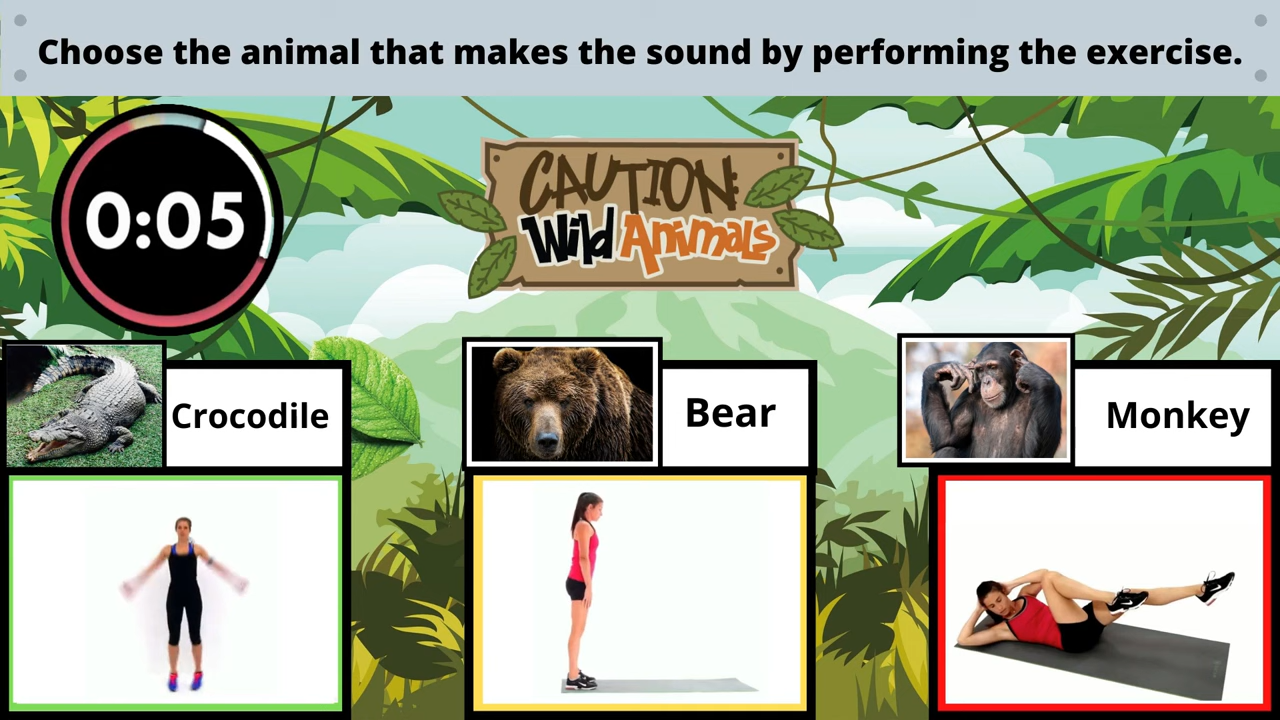 Choose the animal that makes the sound by performing the exercise.
0:05
CAUTION:
Wild Animals
Crocodile
Bear
Monkey